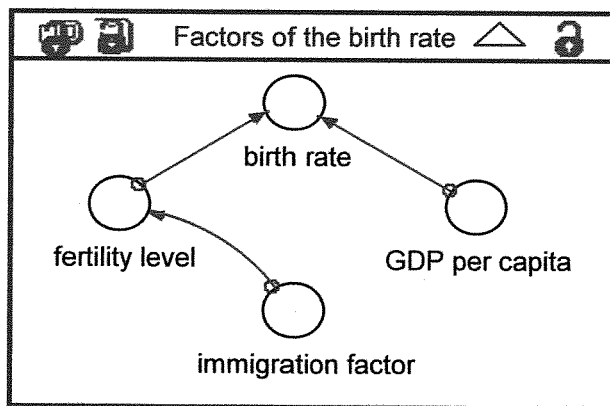 Factors of the birth rate
birth rate
fertility level
GDP per capita
immigration factor